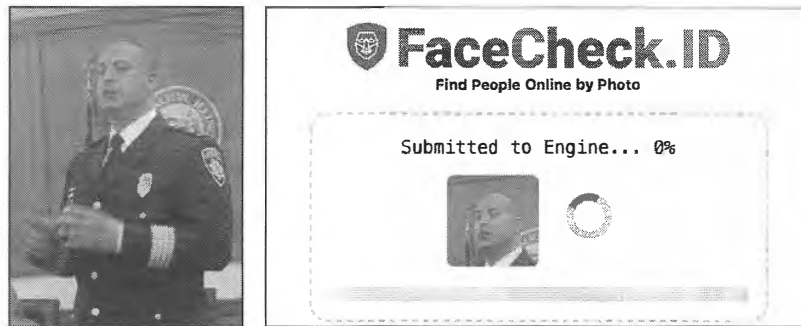 FaceCheck.ID
Find People Online by Photo
Submitted to Engine... 0%